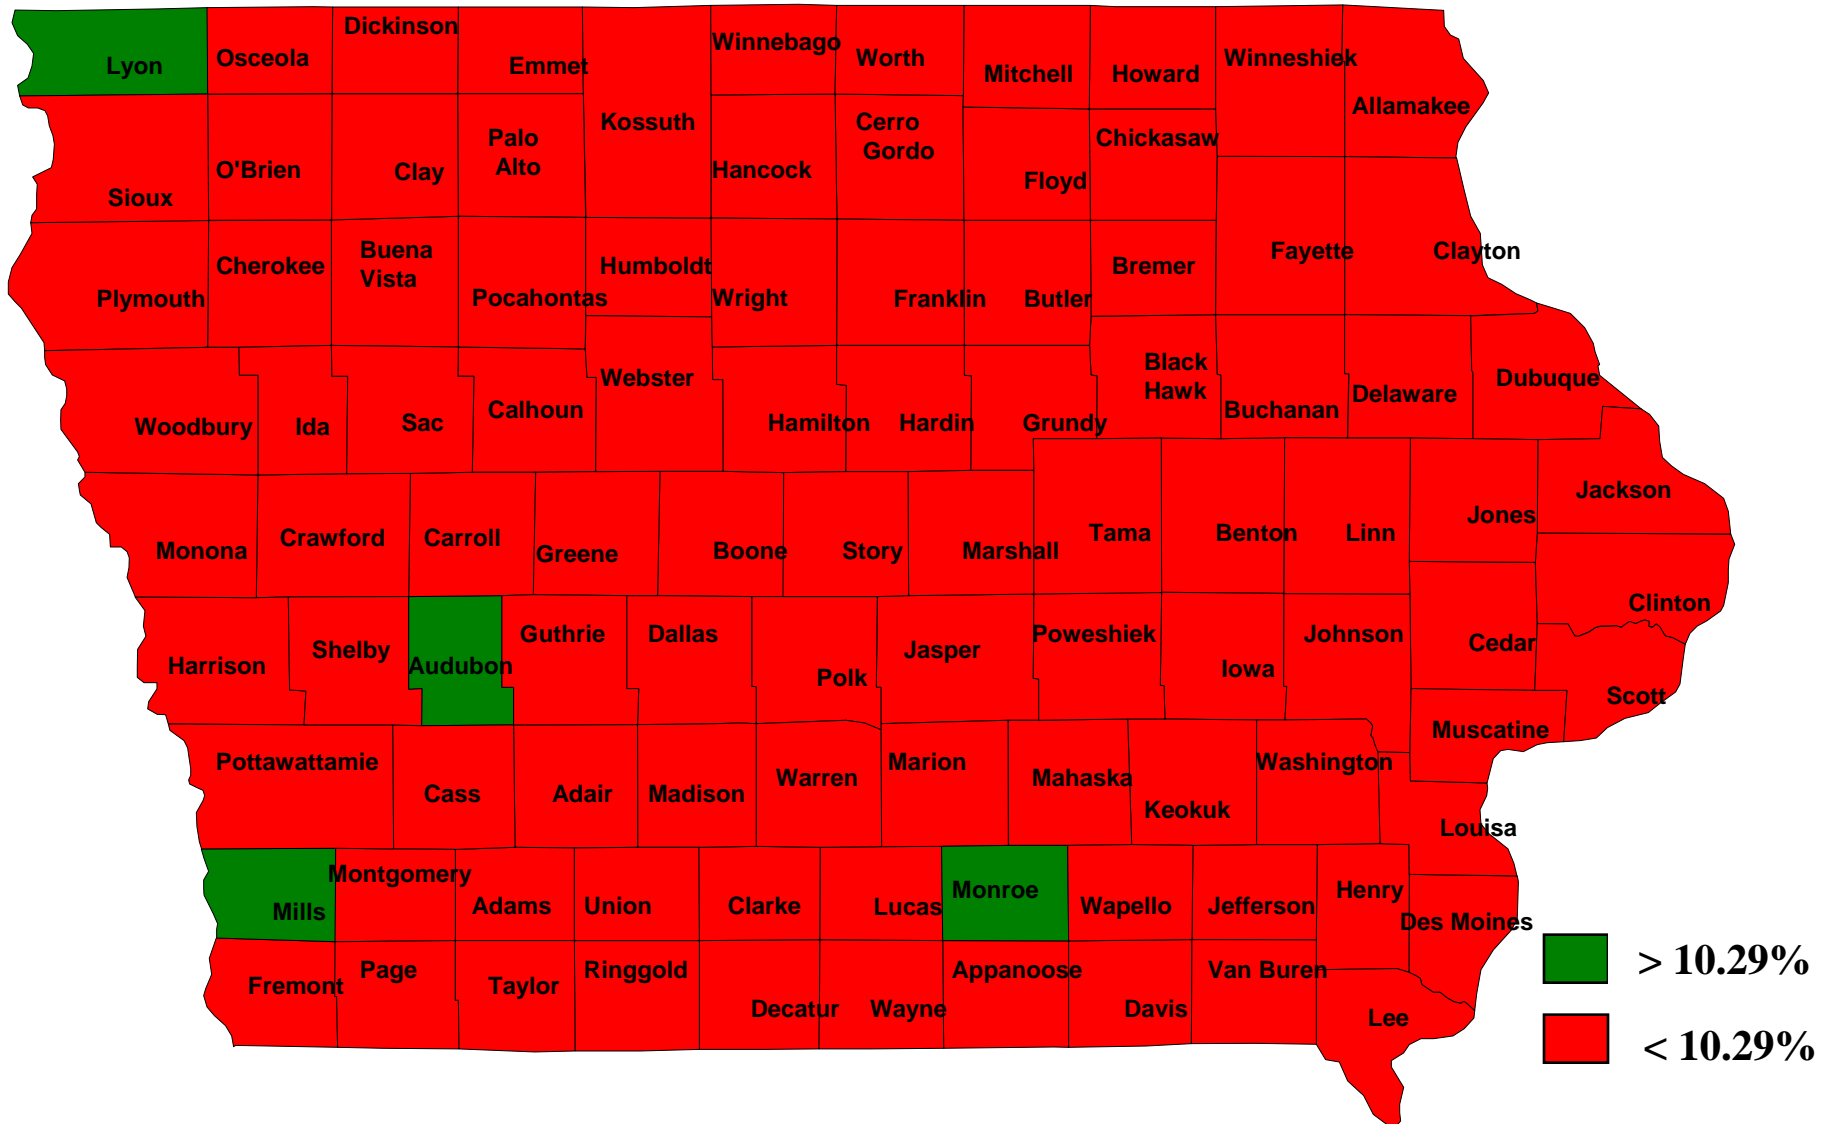 Lyon
Osceola
Dickinson
Emmet
Winnebago
Worth
Mitchell
Howard
Winneshiek
Allamakee
Sioux
O'Brien
Clay
Palo
Alto
Kossuth
Hancock
Cerro
Gordo
Floyd
Chickasaw
Plymouth
Cherokee
Buena
Vista
Pocahontas
Humboldt
Wright
Franklin
Butler
Bremer
Fayette
Clayton
Woodbury
Ida
Sac
Calhoun
Webster
Hamilton
Hardin
Grundy
Black
Hawk
Buchanan
Delaware
Dubuque
Monona
Crawford
Carroll
Greene
Boone
Story
Marshall
Tama
Benton
Linn
Jones
Jackson
Harrison
Shelby
Audubon
Guthrie
Dallas
Polk
Jasper
Poweshiek
Iowa
Johnson
Cedar
Clinton
Scott
Muscatine
Pottawattamie
Cass
Adair
Madison
Warren
Marion
Mahaska
Keokuk
Washington
Louisa
Mills
Montgomery
Adams
Union
Clarke
Lucas
Monroe
Wapello
Jefferson
Henry
Des Moines
Fremont
Page
Taylor
Ringgold
Decatur
Wayne
Appanoose
Davis
Van Buren
Lee
> 10.29%
< 10.29%